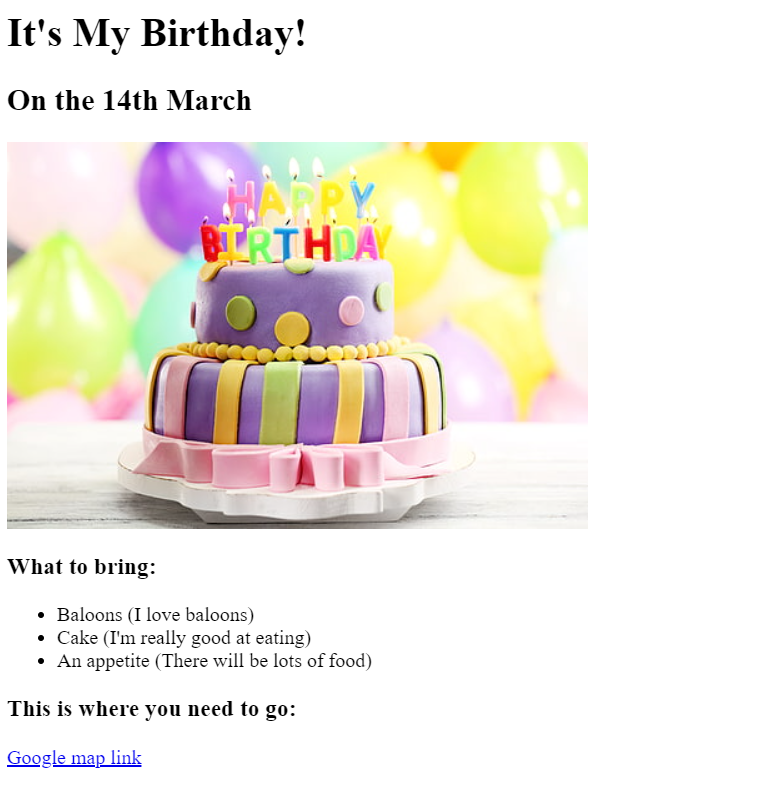 It's My Birthday!
On the 14th March
HAPPY
BIRTHDAY
What to bring:
Baloons (I love baloons)
Cake (I'm really good at eating)
An appetite (There will be lots of food)
This is where you need to go:
Google map link